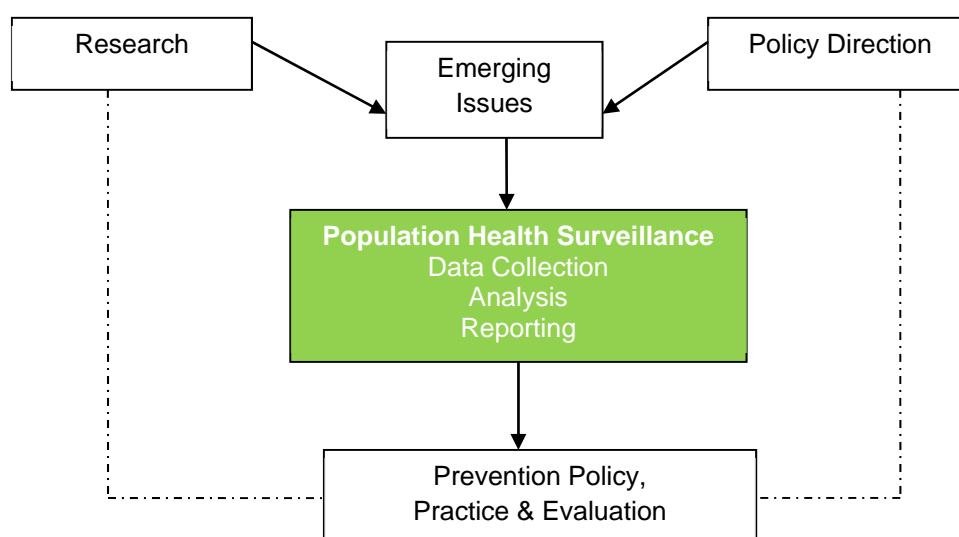 Research
Policy Direction
Emerging
Issues
Population Health Surveillance
Data Collection
Analysis
Reporting
Prevention Policy,
Practice & Evaluation